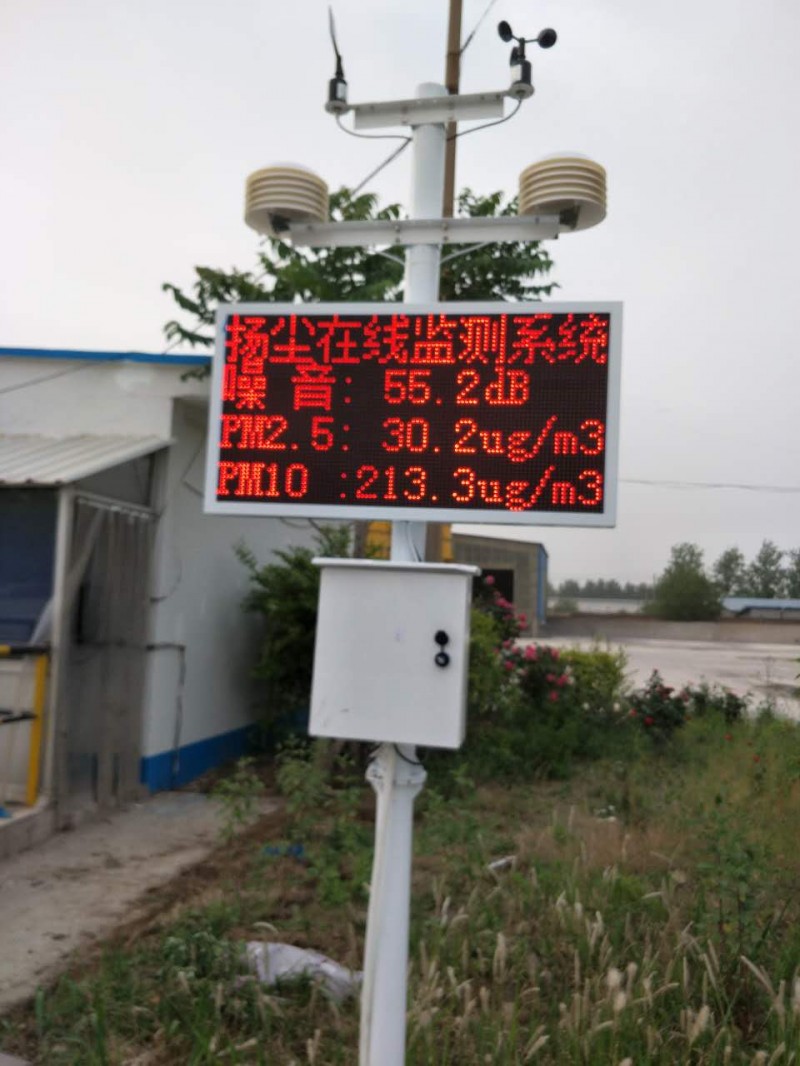 扬尘在线监测系统
噪 音: 55.2dB
PM2.5: 30.2ug/m3
PM10 :213.3ug/m3